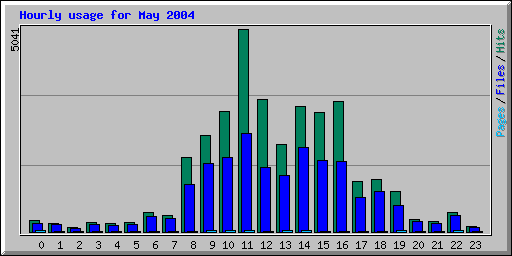 Hourly usage for May 2004
5041
Pages / Files / Hits
0 1 2 3 4 5 6 7 8 9 10 11 12 13 14 15 16 17 18 19 20 21 22 23